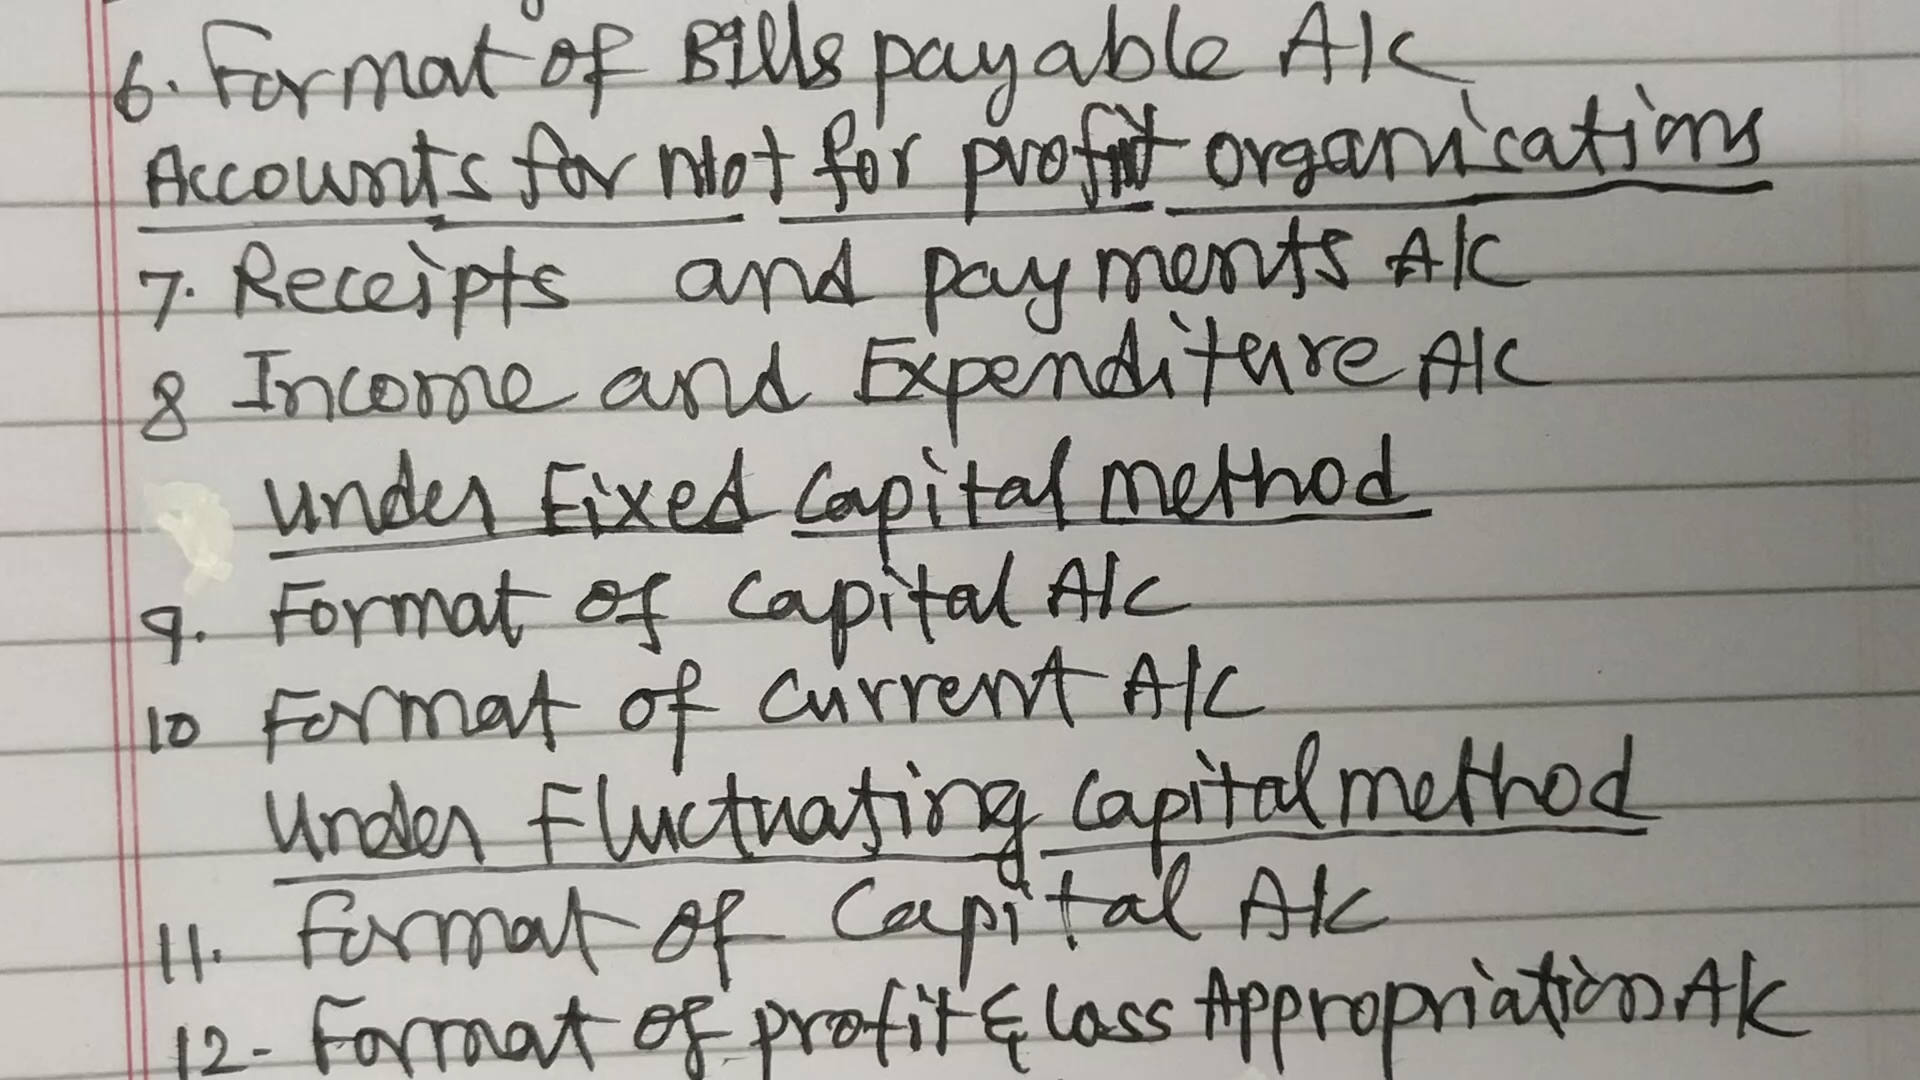 6. Format of Bills payable A/c
Accounts for Not for profit organisations
7. Receipts and payments A/c
8 Income and Expenditure A/c
Under Fixed Capital method
9. Format of Capital A/c
10 Format of Current A/c
Under Fluctuating Capital method
11. Format of Capital A/c
12- Format of profit & Loss Appropriation A/c